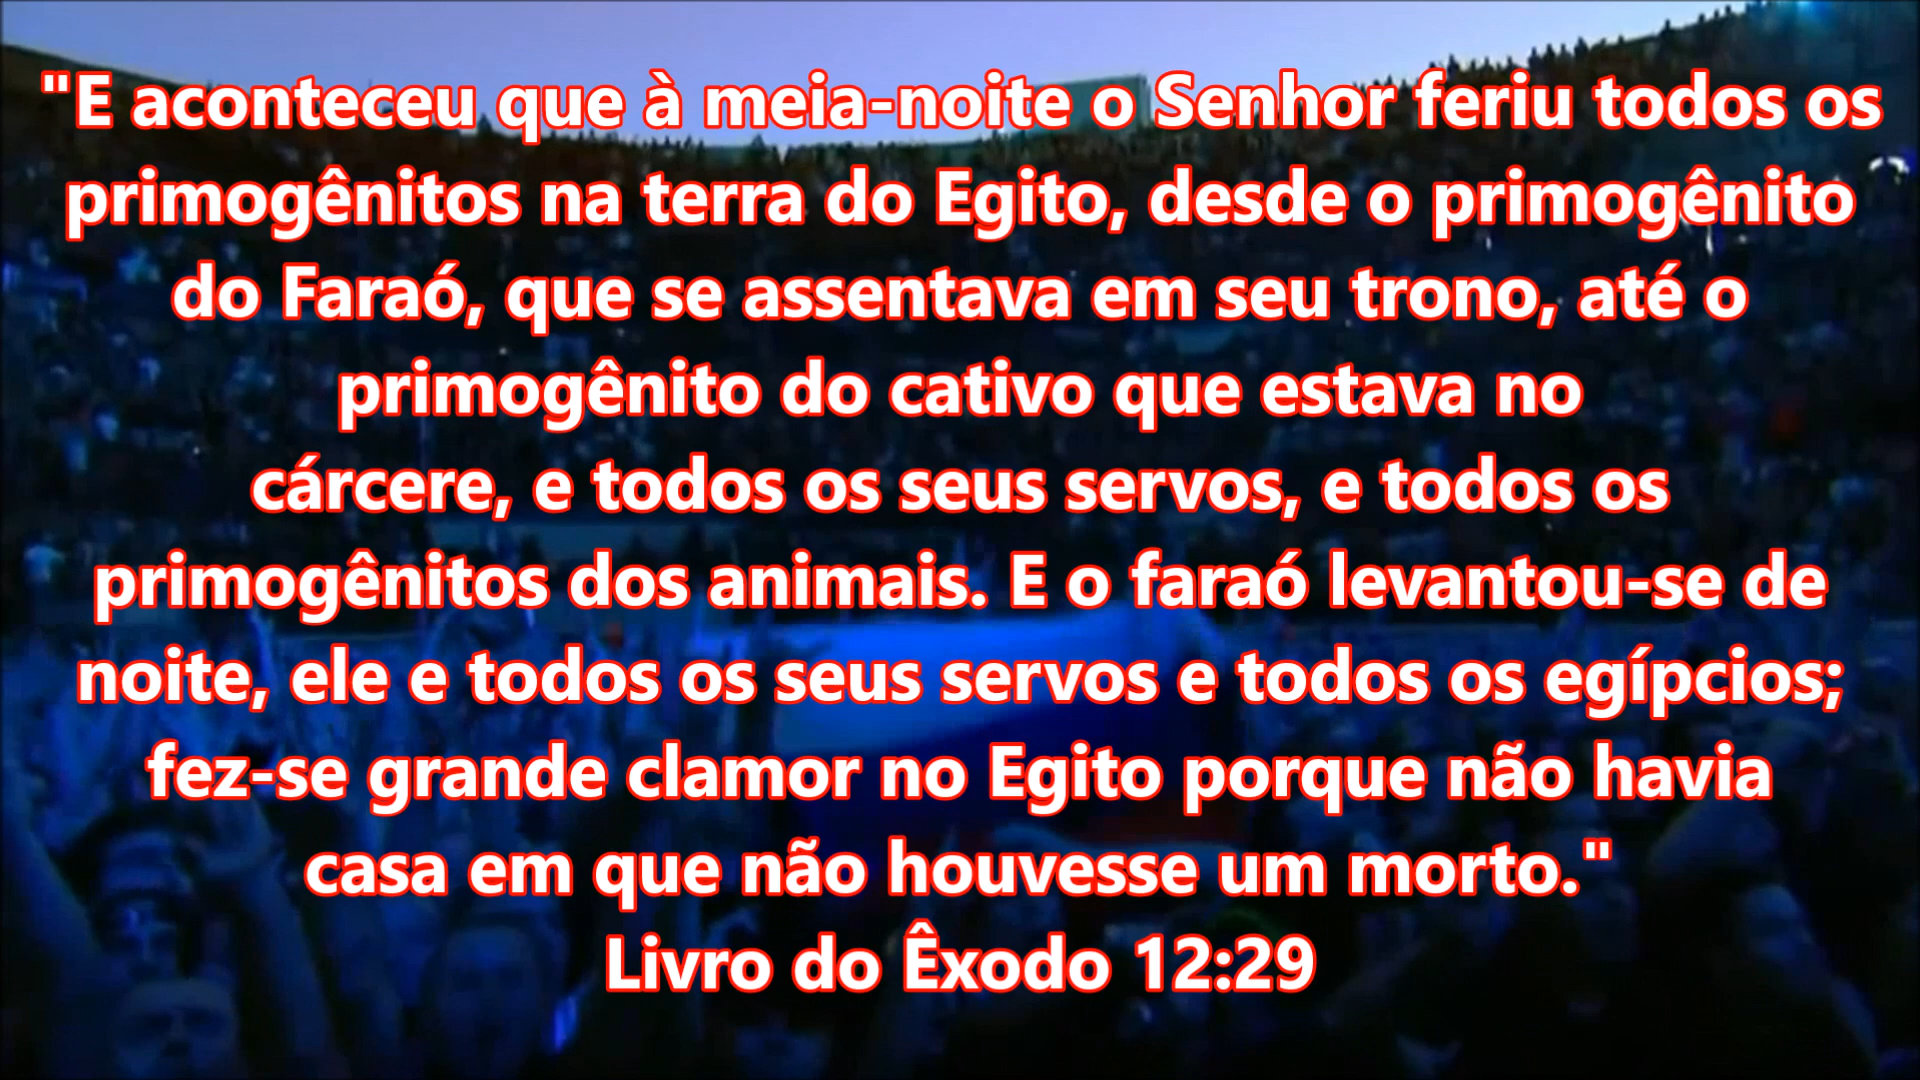 "E aconteceu que à meia-noite o Senhor feriu todos os
primogênitos na terra do Egito, desde o primogênito
do Faraó, que se assentava em seu trono, até o
primogênito do cativo que estava no
cárcere, e todos os seus servos, e todos os
primogênitos dos animais. E o faraó levantou-se de
noite, ele e todos os seus servos e todos os egípcios;
fez-se grande clamor no Egito porque não havia
casa em que não houvesse um morto."
Livro do Êxodo 12:29